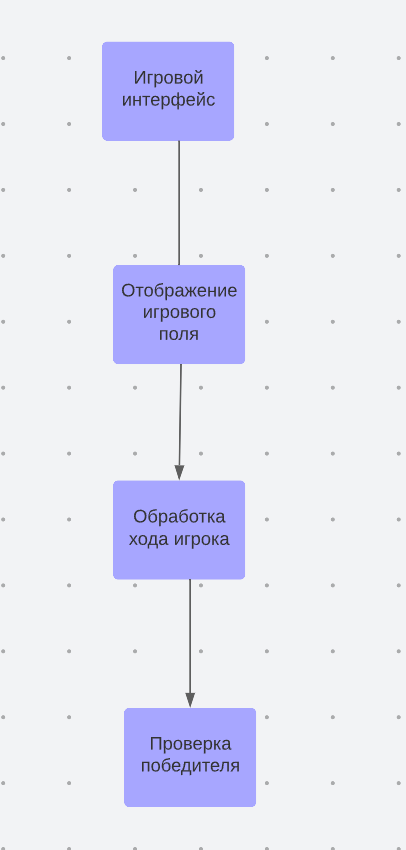 Игровой
интерфейс
Отображение
игрового
поля
Обработка
хода игрока
Проверка
победителя